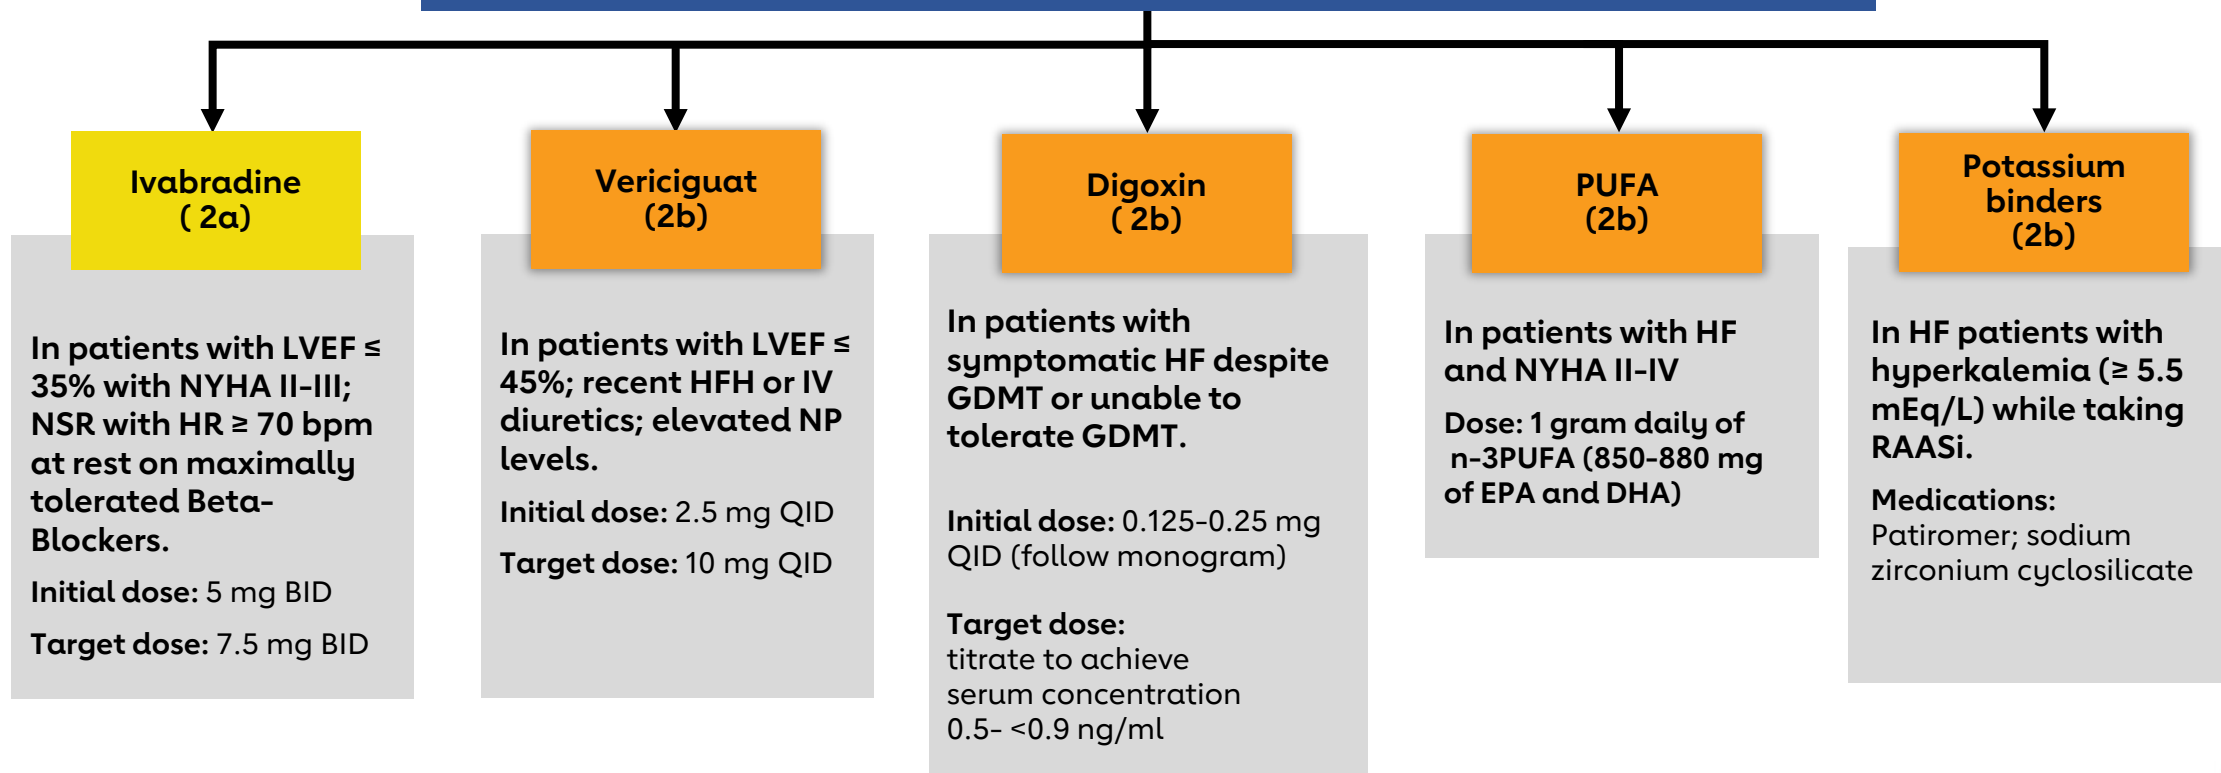 Ivabradine
( 2a)
In patients with LVEF ≤
35% with NYHA II-III;
NSR with HR ≥ 70 bpm
at rest on maximally
tolerated Beta-
Blockers.
Initial dose: 5 mg BID
Target dose: 7.5 mg BID
Vericiguat
(2b)
In patients with LVEF ≤
45%; recent HFH or IV
diuretics; elevated NP
levels.
Initial dose: 2.5 mg QID
Target dose: 10 mg QID
Digoxin
( 2b)
In patients with
symptomatic HF despite
GDMT or unable to
tolerate GDMT.
Initial dose: 0.125-0.25 mg
QID (follow monogram)
Target dose:
titrate to achieve
serum concentration
0.5- <0.9 ng/ml
PUFA
(2b)
In patients with HF
and NYHA II-IV
Dose: 1 gram daily of
n-3PUFA (850-880 mg
of EPA and DHA)
Potassium
binders
(2b)
In HF patients with
hyperkalemia (≥ 5.5
mEq/L) while taking
RAASi.
Medications:
Patiromer; sodium
zirconium cyclosilicate